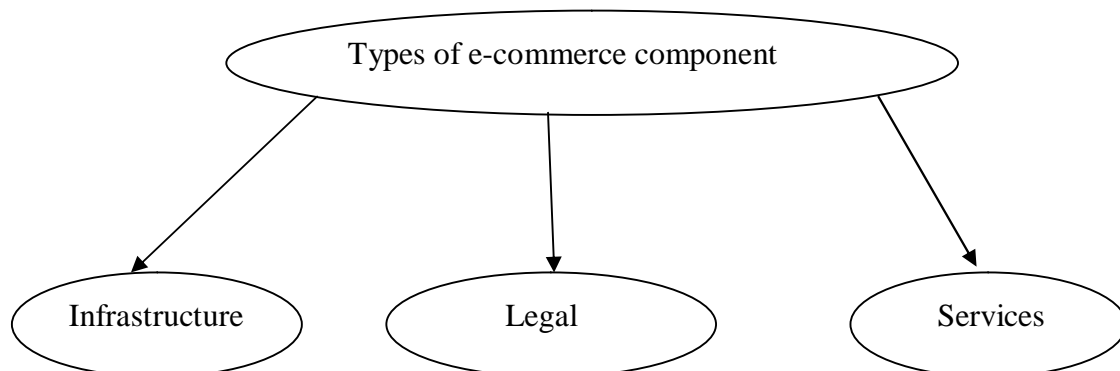 Types of e-commerce component
Infrastructure
Legal
Services